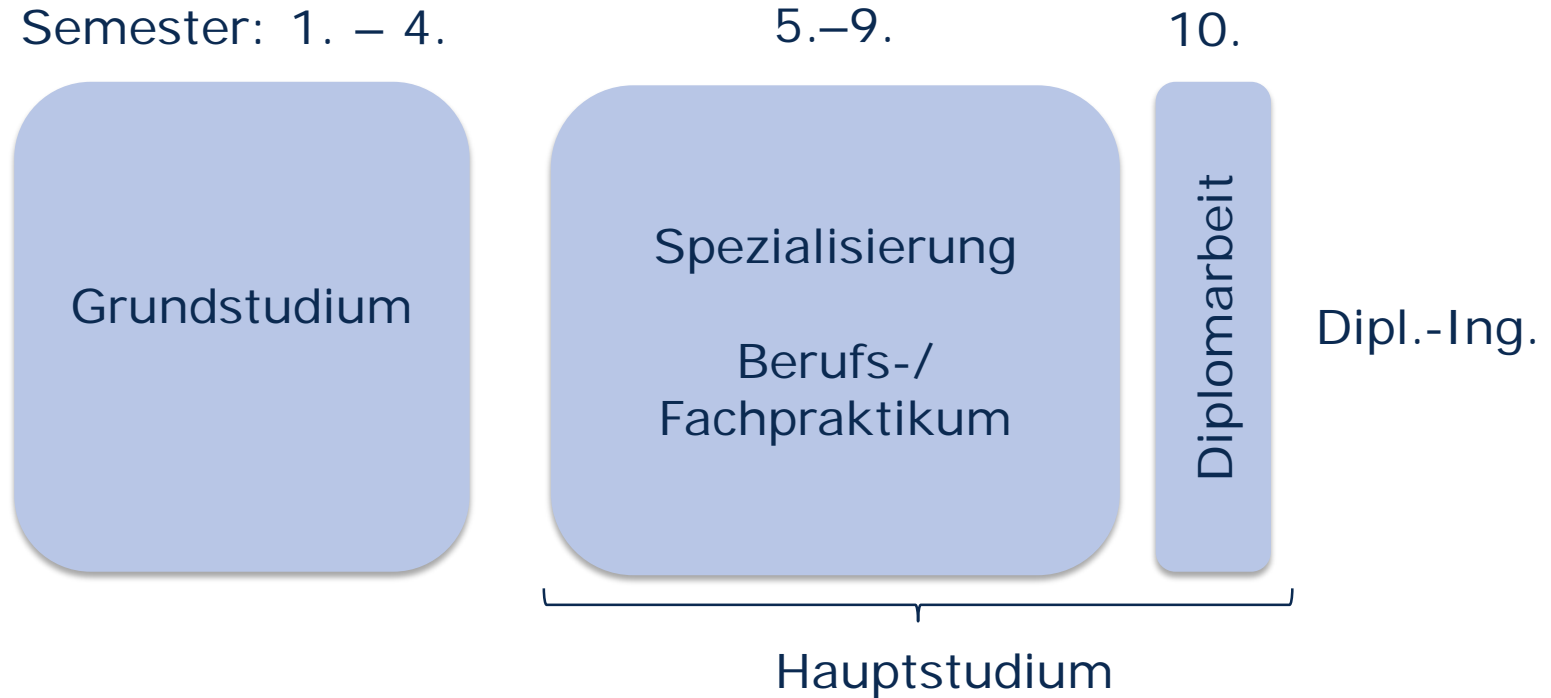 Semester: 1. – 4.
5.–9.
10.
Grundstudium
Spezialisierung
Berufs-/
Fachpraktikum
Diplomarbeit
Dipl.-Ing.
Hauptstudium